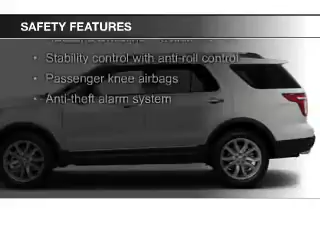 SAFETY FEATURES
• Stability control with anti-roll control
• Passenger knee airbags
• Anti-theft alarm system